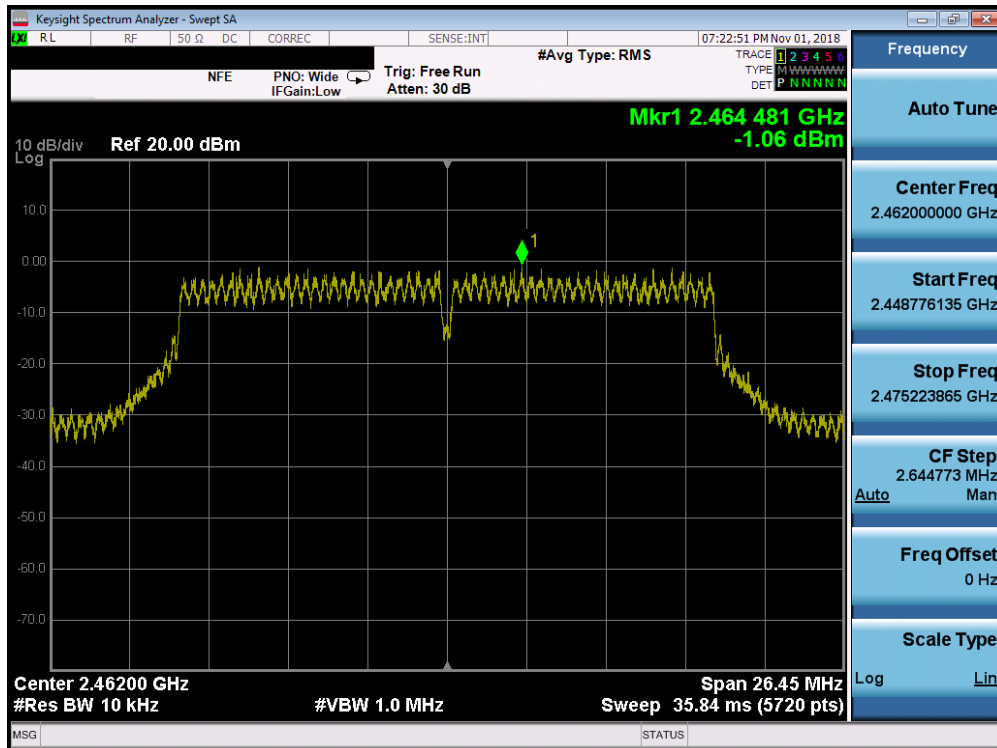 Keysight Spectrum Analyzer - Swept SA
LXI RL RF 50 Ω DC CORREC SENSE:INT 07:22:51 PM Nov 01, 2018
Frequency
#Avg Type: RMS TRACE 1 2 3 4 5 6
NFE PNO: Wide Trig: Free Run TYPE M W W W W W
IFGain:Low Atten: 30 dB DET P N N N N N
Auto Tune
Mkr1 2.464 481 GHz
-1.06 dBm
10 dB/div Ref 20.00 dBm
Log
10.0
0.00
-10.0
-20.0
-30.0
-40.0
-50.0
-60.0
-70.0
1
Center Freq
2.462000000 GHz
Start Freq
2.448776135 GHz
Stop Freq
2.475223865 GHz
CF Step
2.644773 MHz
Auto Man
Freq Offset
0 Hz
Scale Type
Log Lin
Center 2.46200 GHz Span 26.45 MHz
#Res BW 10 kHz #VBW 1.0 MHz Sweep 35.84 ms (5720 pts)
MSG STATUS